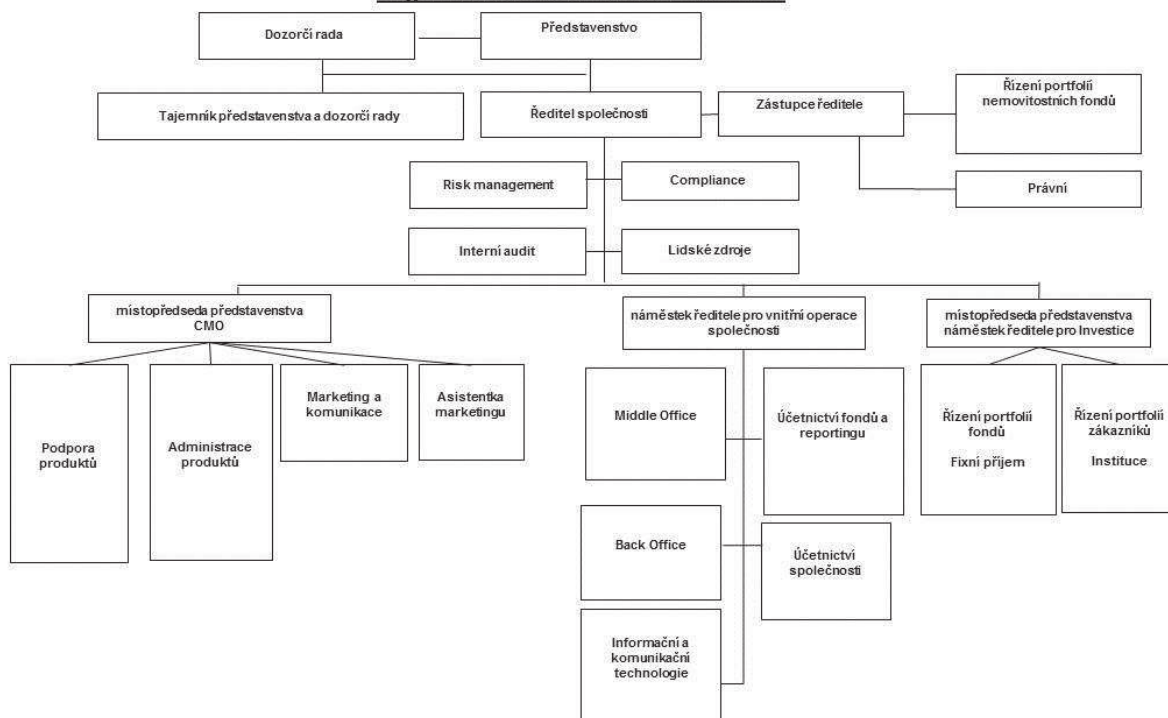 Dozorčí rada
Představenstvo
Tajemník představenstva a dozorčí rady
Ředitel společnosti
Zástupce ředitele
Řízení portfolií
nemovitostních fondů
Risk management
Compliance
Právní
Interní audit
Lidské zdroje
místopředseda představenstva
CMO
náměstek ředitele pro vnitřní operace
společnosti
místopředseda představenstva
náměstek ředitele pro Investice
Podpora
produktů
Administrace
produktů
Marketing a
komunikace
Asistentka
marketingu
Middle Office
Účetnictví fondů a
reportingu
Řízení portfolií
fondů
Fixní příjem
Řízení portfolií
zákazníků
Instituce
Back Office
Účetnictví
společnosti
Informační a
komunikační
technologie